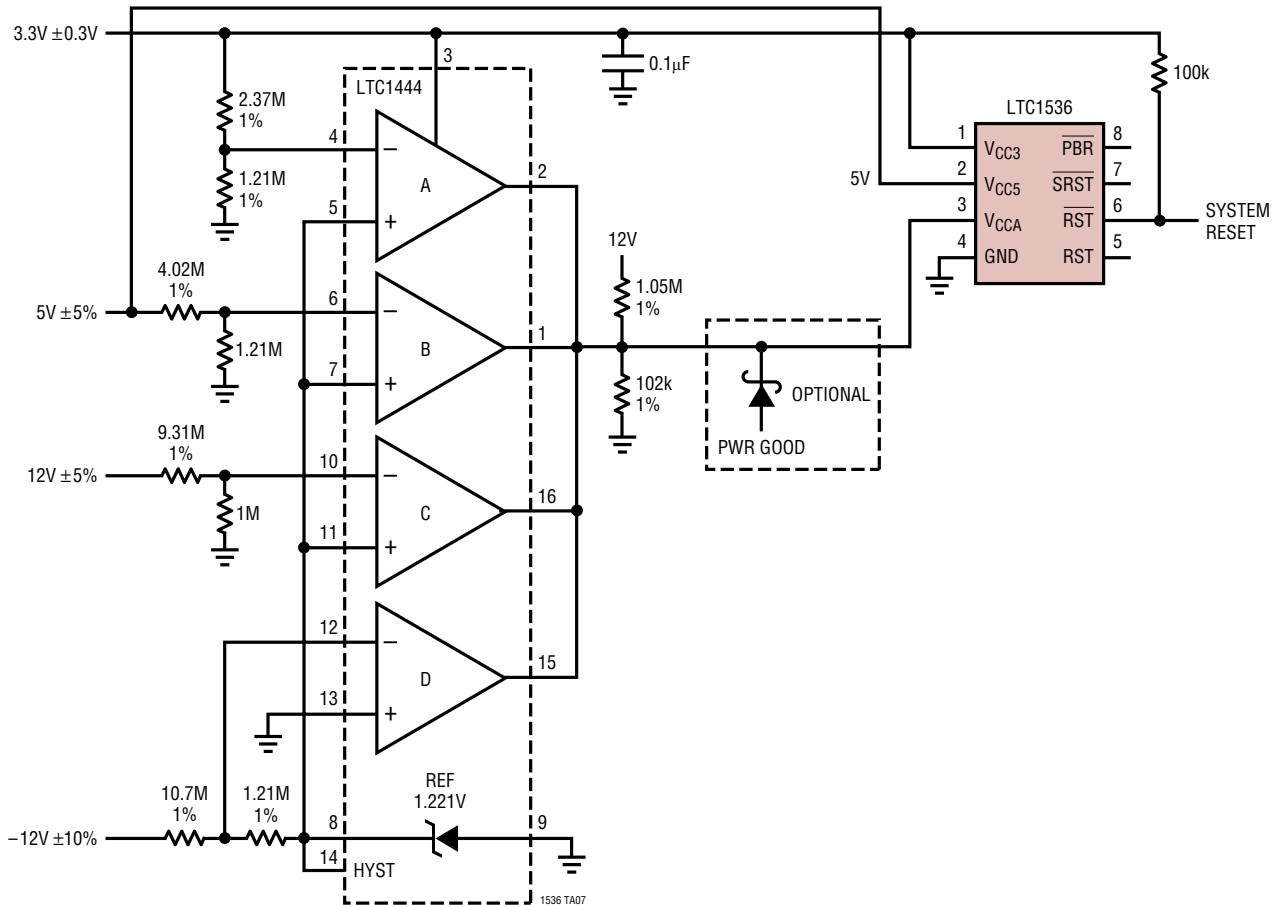 3.3V ±0.3V
3
0.1µF
100k
LTC1444
LTC1536
2.37M
1%
4
−
A
2
1.21M
1%
5
+
1
VCC3
PBR
8
5V
2
VCC5
SRST
7
3
VCCA
RST
6
SYSTEM
RESET
4
GND
RST
5
12V
1.05M
1%
4.02M
1%
5V ±5%
6
−
B
1
1.21M
7
+
102k
1%
OPTIONAL
PWR GOOD
9.31M
1%
12V ±5%
10
−
C
16
1M
11
+
12
−
D
15
13
+
REF
1.221V
10.7M
1%
1.21M
1%
−12V ±10%
8
9
14
HYST
1536 TA07